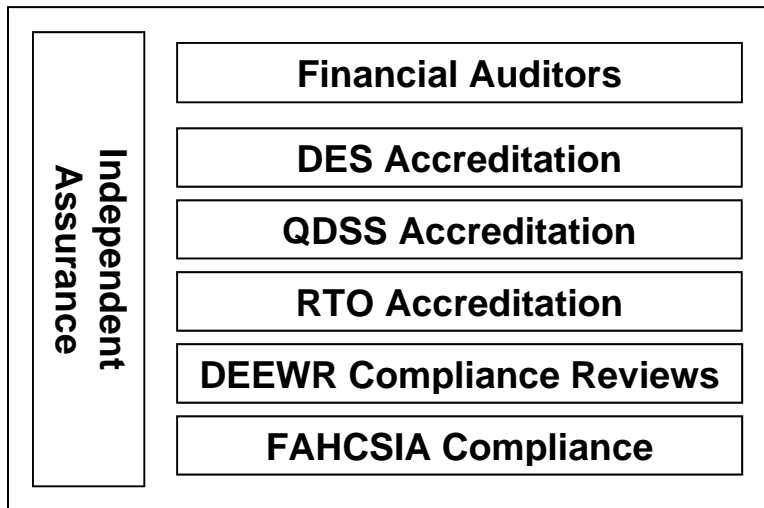 Independent
Assurance
Financial Auditors
DES Accreditation
QDSS Accreditation
RTO Accreditation
DEEWR Compliance Reviews
FAHCSIA Compliance